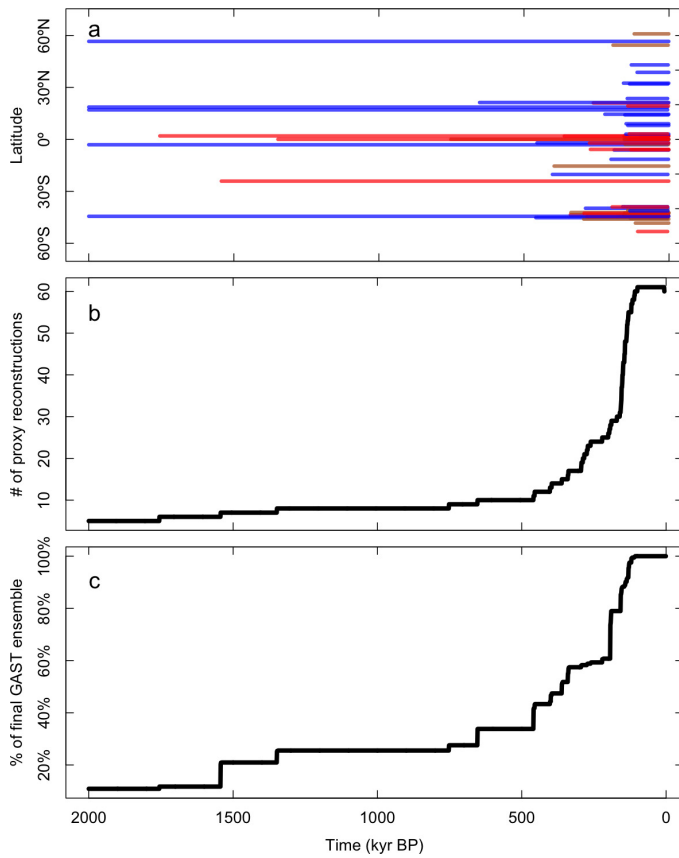 a
60°N
30°N
0°
30°S
60°S
Latitude
b
60
50
40
30
20
10
# of proxy reconstructions
c
100%
80%
60%
40%
20%
% of final GAST ensemble
2000 1500 1000 500 0
Time (kyr BP)